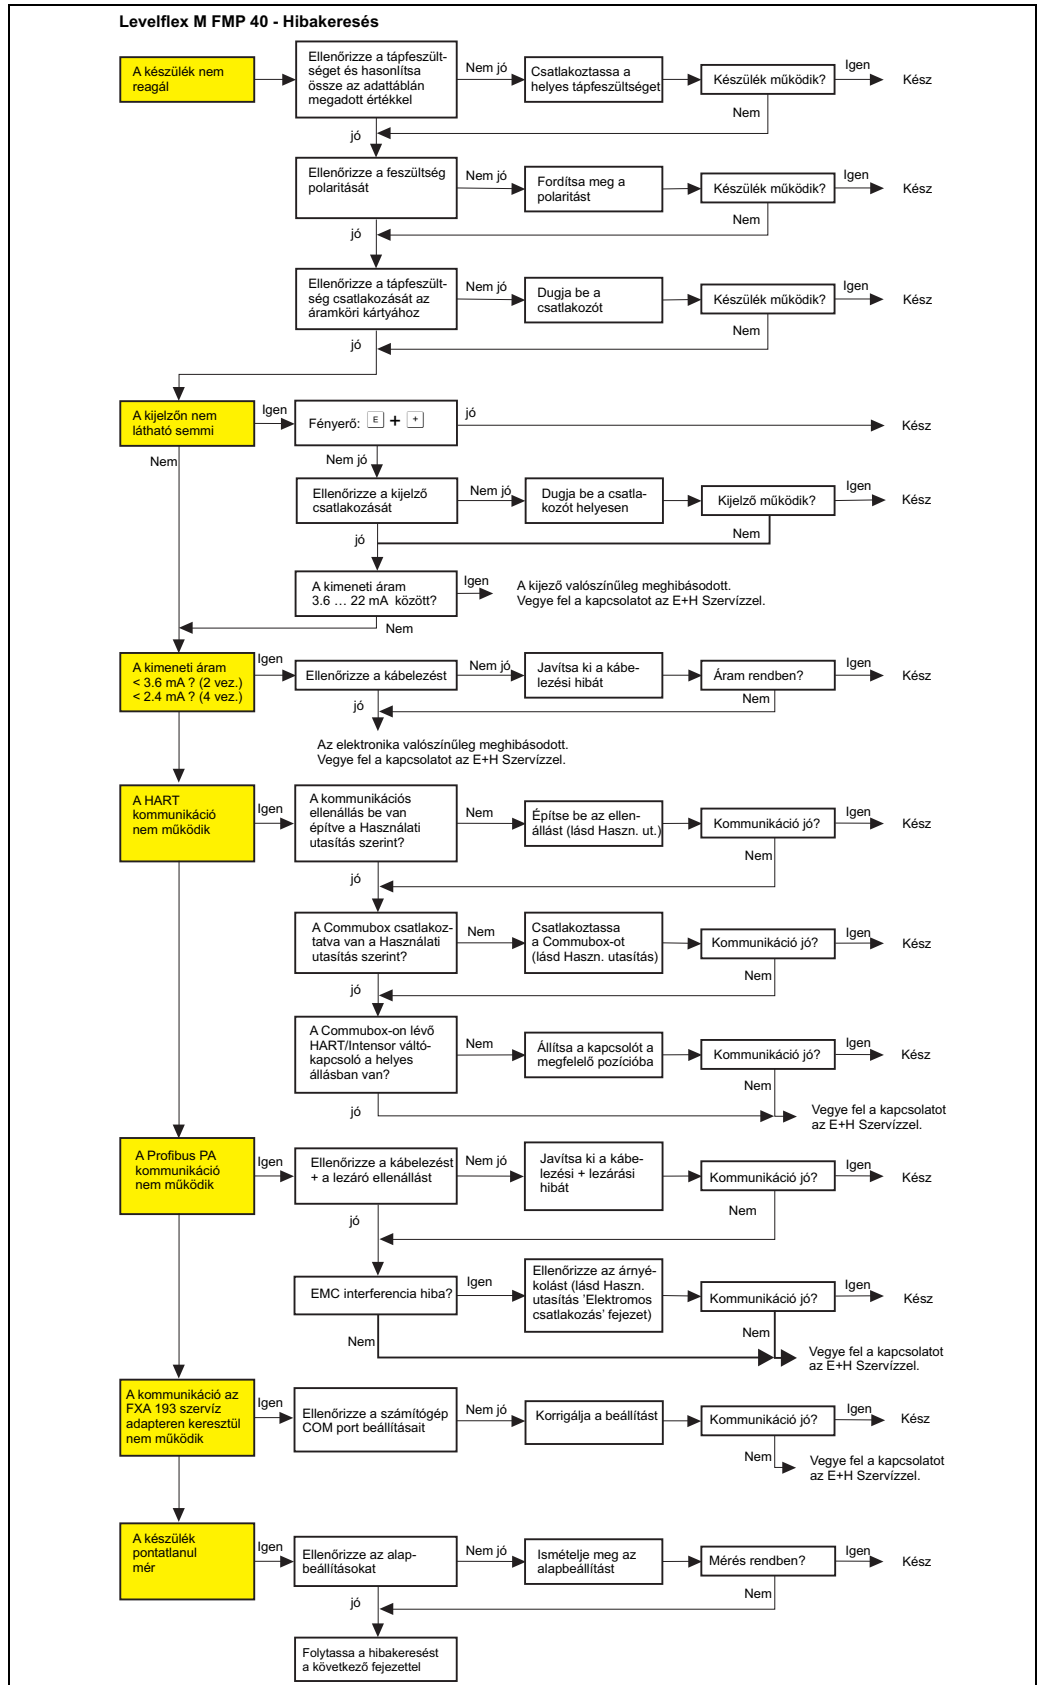 Levelflex M FMP 40 - Hibakeresés
A készülék nem
reagál
Ellenőrizze a tápfeszült-
séget és hasonlítsa
össze az adattáblán
megadott értékkel
Nem jó
Csatlakoztassa a
helyes tápfeszültséget
Készülék működik?
Igen
Kész
Nem
jó
Ellenőrizze a feszültség
polaritását
Nem jó
Fordítsa meg a
polaritást
Készülék működik?
Igen
Kész
Nem
jó
Ellenőrizze a tápfeszült-
ség csatlakozását az
áramköri kártyához
Nem jó
Dugja be a
csatlakozót
Készülék működik?
Igen
Kész
Nem
jó
A kijelzőn nem
látható semmi
Igen
Fényerő: E + +
jó
Kész
Nem
Nem jó
Ellenőrizze a kijelző
csatlakozását
Nem jó
Dugja be a csatla-
kozót helyesen
Kijelző működik?
Igen
Kész
Nem
jó
A kimeneti áram
3.6 ... 22 mA között?
Igen
A kijező valószínűleg meghibásodott.
Vegye fel a kapcsolatot az E+H Szervízzel.
Nem
A kimeneti áram
< 3.6 mA ? (2 vez.)
< 2.4 mA ? (4 vez.)
Igen
Ellenőrizze a kábelezést
Nem jó
Javítsa ki a kábe-
lezési hibát
Áram rendben?
Igen
Kész
Nem
jó
Az elektronika valószínűleg meghibásodott.
Vegye fel a kapcsolatot az E+H Szervízzel.
A HART
kommunikáció
nem működik
Igen
A kommunikációs
ellenállás be van
építve a Használati
utasítás szerint?
Nem
Építse be az ellen-
állást (lásd Haszn. ut.)
Kommunikáció jó?
Igen
Kész
Nem
jó
A Commubox csatlakoz-
tatva van a Használati
utasítás szerint?
Nem
Csatlakoztassa
a Commubox-ot
(lásd Haszn. utasítás)
Kommunikáció jó?
Igen
Kész
Nem
jó
A Commubox-on lévő
HART/Intensor váltó-
kapcsoló a helyes
állásban van?
Nem
Állítsa a kapcsolót a
megfelelő pozícióba
Kommunikáció jó?
Igen
Kész
Nem
jó
Vegye fel a kapcsolatot
az E+H Szervízzel.
A Profibus PA
kommunikáció
nem működik
Igen
Ellenőrizze a kábelezést
+ a lezáró ellenállást
Nem jó
Javítsa ki a kábe-
lezési + lezárási
hibát
Kommunikáció jó?
Igen
Kész
Nem
jó
EMC interferencia hiba?
Igen
Ellenőrizze az árnyé-
kolást (lásd Haszn.
utasítás 'Elektromos
csatlakozás' fejezet)
Kommunikáció jó?
Igen
Kész
Nem
Nem
Vegye fel a kapcsolatot
az E+H Szervízzel.
A kommunikáció az
FXA 193 szervíz
adapteren keresztül
nem működik
Igen
Ellenőrizze a számítógép
COM port beállításait
Nem jó
Korrigálja a beállítást
Kommunikáció jó?
Igen
Kész
Nem
Vegye fel a kapcsolatot
az E+H Szervízzel.
A készülék
pontatlanul
mér
Igen
Ellenőrizze az alap-
beállításokat
Nem jó
Ismételje meg az
alapbeállítást
Mérés rendben?
Igen
Kész
Nem
jó
Folytassa a hibakeresést
a következő fejezettel